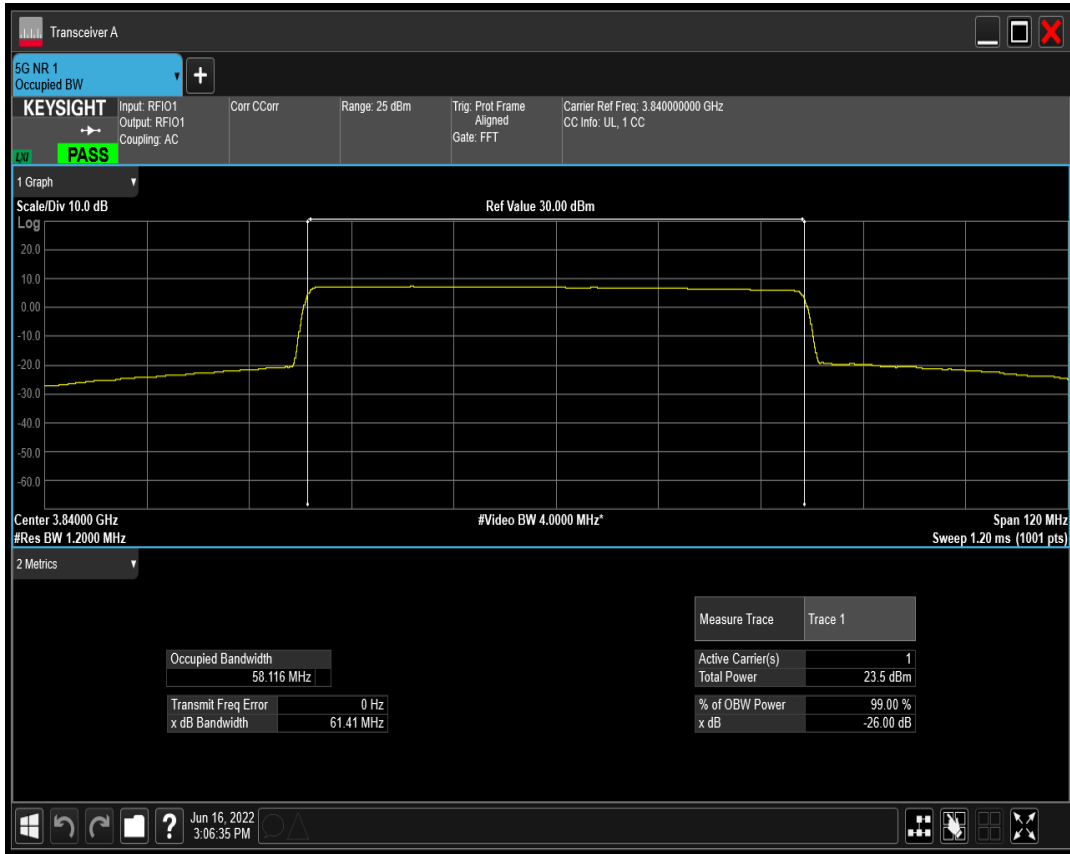 Transceiver A
5G NR 1
Occupied BW
KEYSIGHT
LXI
PASS
Input: RFIO1
Output: RFIO1
Coupling: AC
Corr CCorr
Range: 25 dBm
Trig: Prot Frame
Aligned
Gate: FFT
Carrier Ref Freq: 3.840000000 GHz
CC Info: UL, 1 CC
1 Graph
Scale/Div 10.0 dB
Ref Value 30.00 dBm
Log
20.0
10.0
0.00
-10.0
-20.0
-30.0
-40.0
-50.0
-60.0
Center 3.84000 GHz
#Video BW 4.0000 MHz*
Span 120 MHz
#Res BW 1.2000 MHz
Sweep 1.20 ms (1001 pts)
2 Metrics
Measure Trace Trace 1
Occupied Bandwidth
58.116 MHz
Active Carrier(s) 1
Total Power 23.5 dBm
Transmit Freq Error 0 Hz
x dB Bandwidth 61.41 MHz
% of OBW Power 99.00 %
x dB -26.00 dB
?
Jun 16, 2022
3:06:35 PM